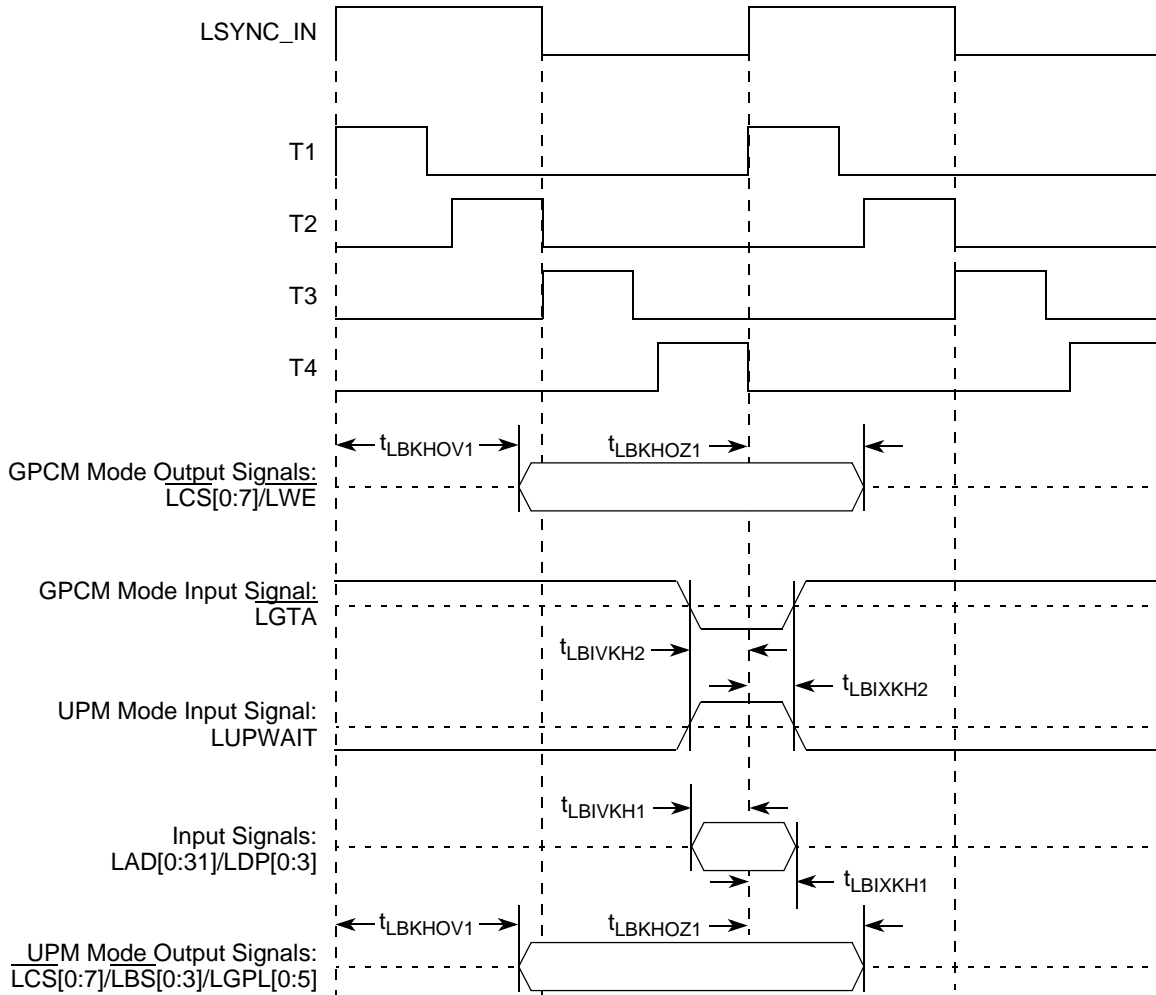 LSYNC_IN
T1
T2
T3
T4
tLBKHOV1
tLBKHOZ1
GPCM Mode Output Signals:
LCS[0:7]/LWE
GPCM Mode Input Signal:
LGTA
tLBIVKH2
tLBIXKH2
UPM Mode Input Signal:
LUPWAIT
tLBIVKH1
Input Signals:
LAD[0:31]/LDP[0:3]
tLBIXKH1
tLBKHOV1
tLBKHOZ1
UPM Mode Output Signals:
LCS[0:7]/LBS[0:3]/LGPL[0:5]